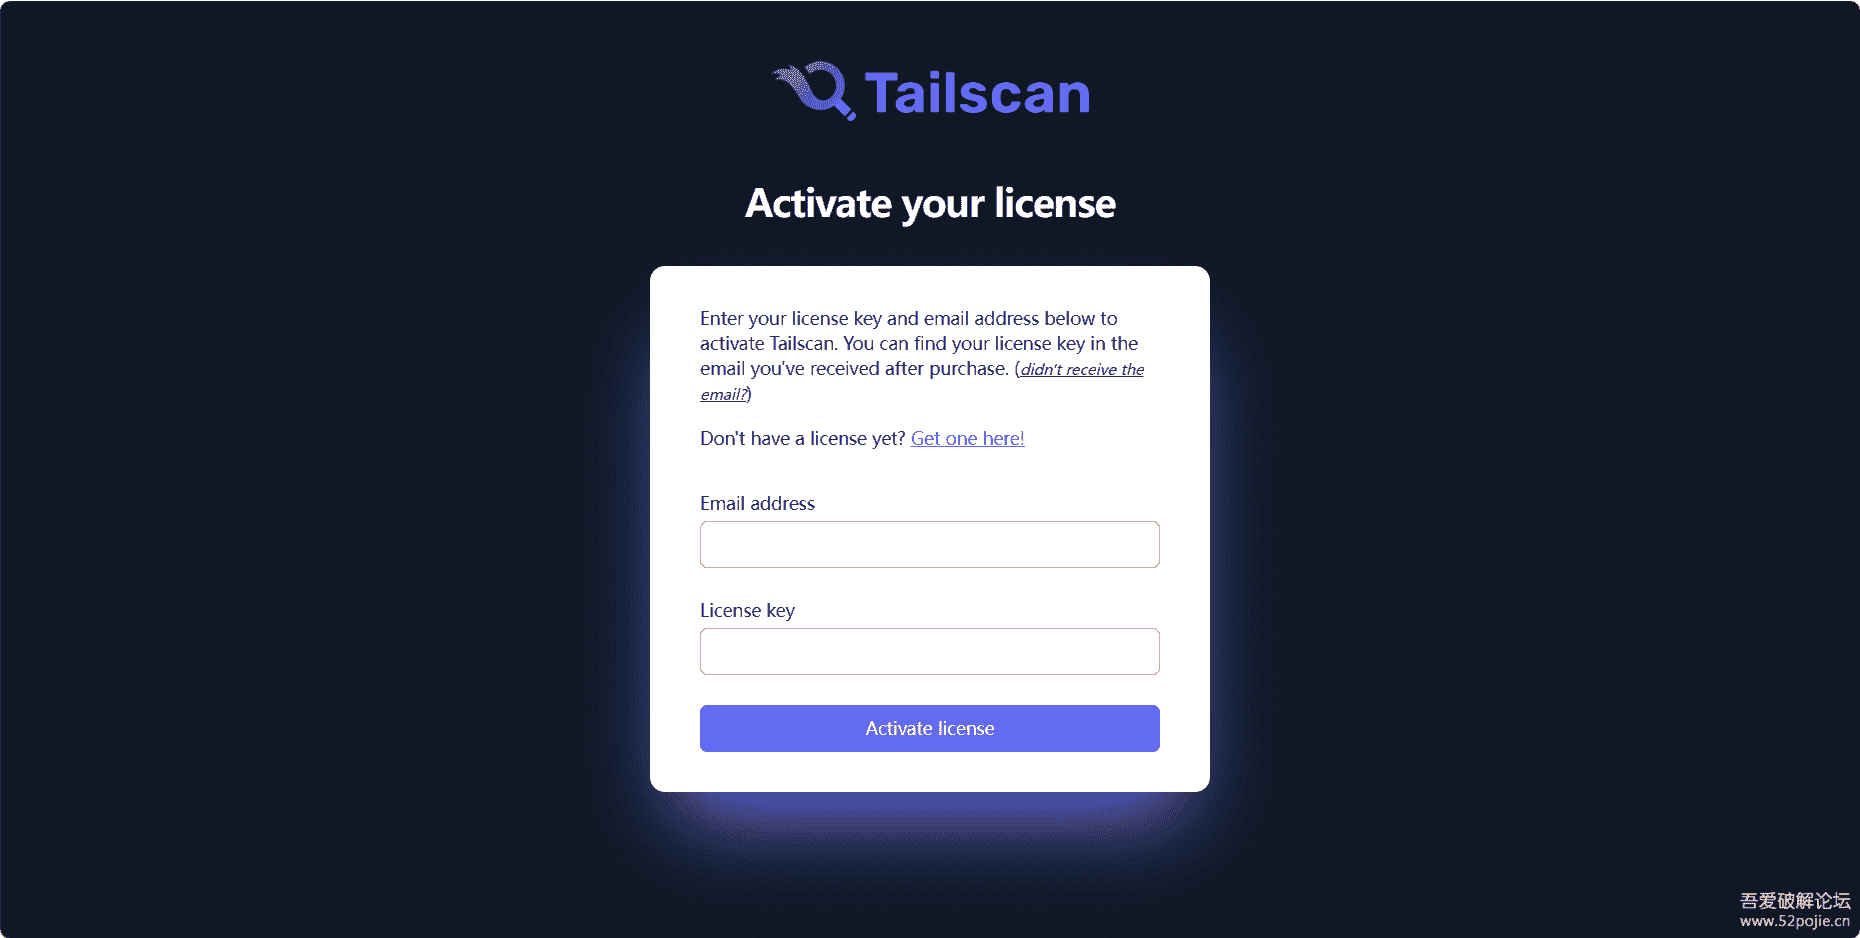 Tailscan
Activate your license
Enter your license key and email address below to
activate Tailscan. You can find your license key in the
email you've received after purchase. (didn't receive the
email?)
Don't have a license yet? Get one here!
Email address
License key
Activate license
吾爱破解论坛
www.52pojie.cn